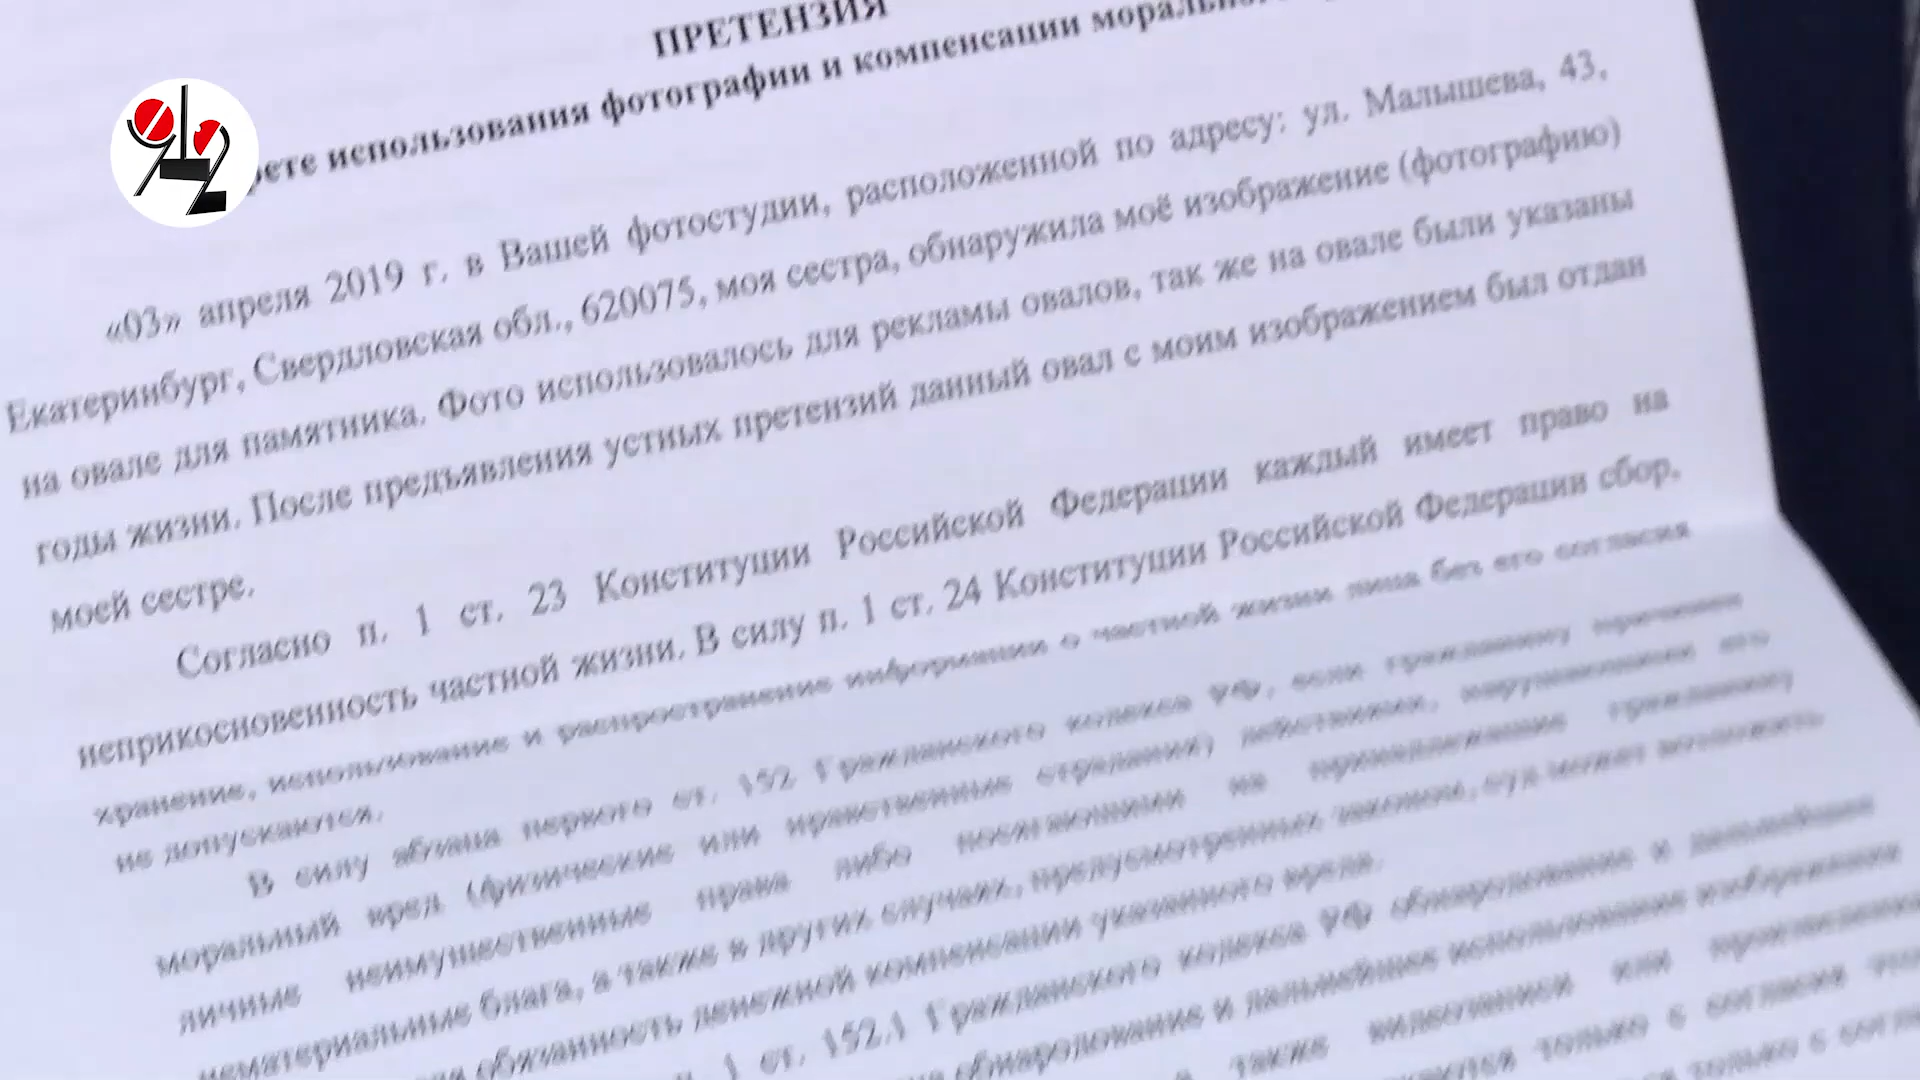 ПРЕТЕНЗИЯ
использования фотографии и компенсации
«03» апреля 2019 г. в Вашей фотостудии, расположенной по адресу: ул. Малышева, 43,
Екатеринбург, Свердловская обл., 620075, моя сестра, обнаружила моё изображение (фотографию)
на овале для памятника. Фото использовалось для рекламы овалов, так же на овале были указаны
годы жизни. После предъявления устных претензий данный овал с моим изображением был отдан
моей сестре.
Согласно п. 1 ст. 23 Конституции Российской Федерации каждый имеет право на
неприкосновенность частной жизни. В силу п. 1 ст. 24 Конституции Российской Федерации сбор,
хранение, использование и распространение информации о частной жизни лица без его согласия
не допускаются.
В силу абзаца первого ст. 152 Гражданского кодекса РФ, если гражданину причинен
моральный вред (физические или нравственные страдания) действиями, нарушающими его
личные неимущественные права либо посягающими на принадлежащие гражданину
нематериальные блага, а также в других случаях, предусмотренных законом, суд может возложить
обязанность денежной компенсации указанного вреда.
1 ст. 152.1 Гражданского кодекса РФ обнародование и дальнейшее
обнародование и дальнейшее использование изображения
также видеозаписи или произведения
только с согласия
только с